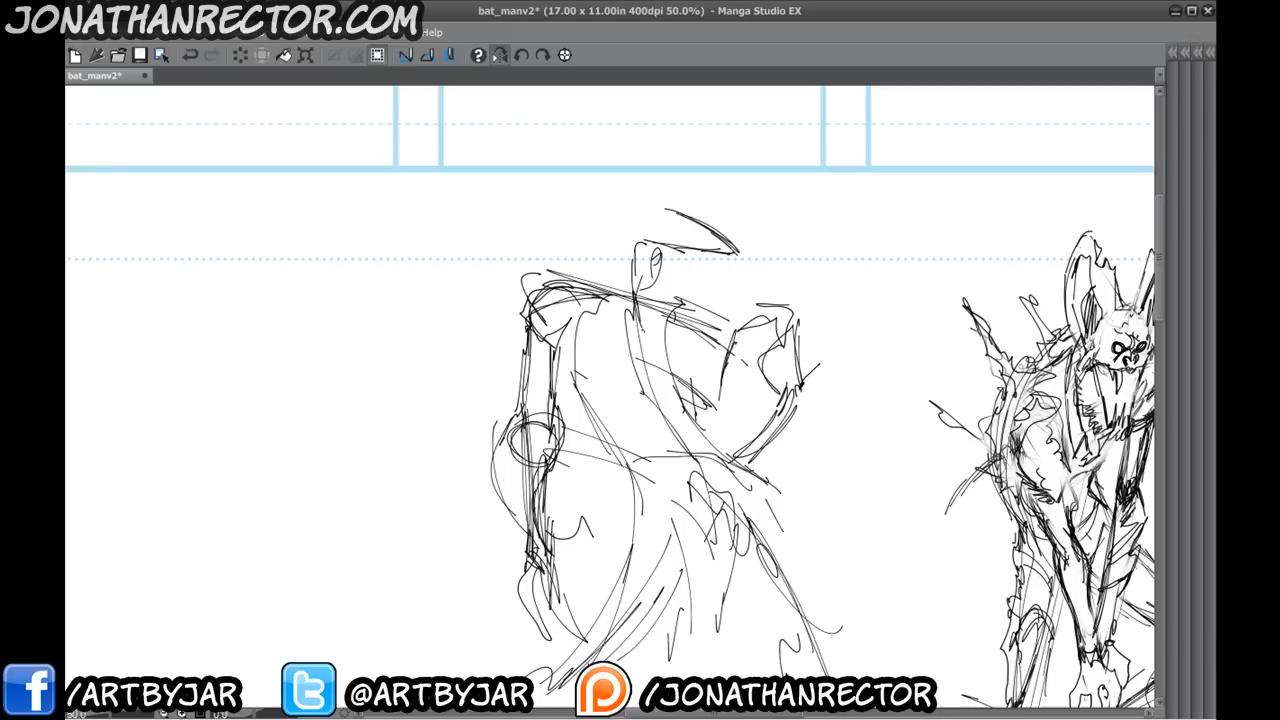 JONATHANRECTOR.COM
bat_manv2* (17.00 x 11.00in 400dpi 50.0%) - Manga Studio EX
Help
bat_manv2*
/ARTBYJAR
@ARTBYJAR
/JONATHANRECTOR